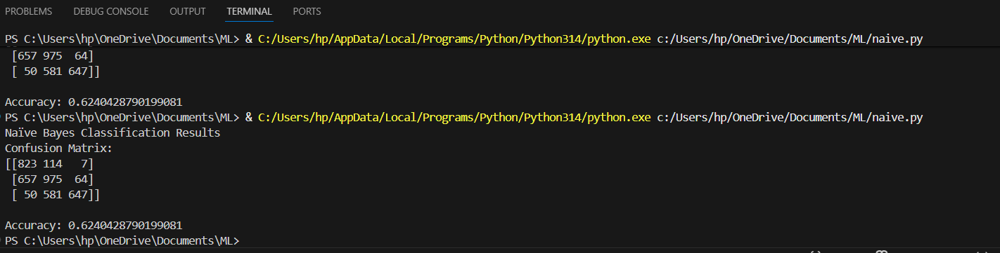 PROBLEMS DEBUG CONSOLE OUTPUT TERMINAL PORTS
PS C:\Users\hp\OneDrive\Documents\ML> & C:/Users/hp/AppData/Local/Programs/Python/Python314/python.exe c:/Users/hp/OneDrive/Documents/ML/naive.py
[657 975 64]
[ 50 581 647]]
Accuracy: 0.6240428790199081
PS C:\Users\hp\OneDrive\Documents\ML> & C:/Users/hp/AppData/Local/Programs/Python/Python314/python.exe c:/Users/hp/OneDrive/Documents/ML/naive.py
Naïve Bayes Classification Results
Confusion Matrix:
[[823 114   7]
 [657 975  64]
 [ 50 581 647]]
Accuracy: 0.6240428790199081
PS C:\Users\hp\OneDrive\Documents\ML>